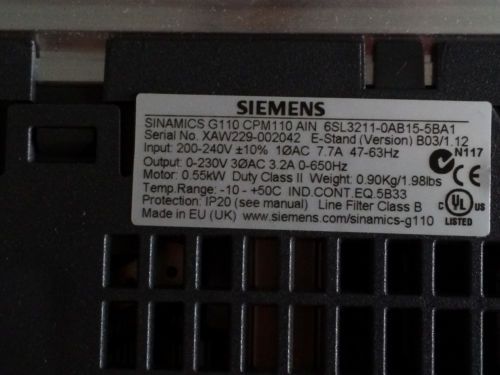 SIEMENS
SINAMICS G110 CPM110 AIN 6SL3211-0AB15-5BA1
Serial No. XAW229-002042 E-Stand (Version) B03/1.12
Input: 200-240V ±10% 1ØAC 7.7A 47-63Hz
Output: 0-230V 3ØAC 3.2A 0-650Hz
Motor: 0.55kW Duty Class II Weight: 0.90Kg/1.98lbs
Temp.Range: -10 - +50C IND.CONT.EQ.5B33
Protection: IP20 (see manual) Line Filter Class B
Made in EU (UK) www.siemens.com/sinamics-g110
N117
C UL US
LISTED